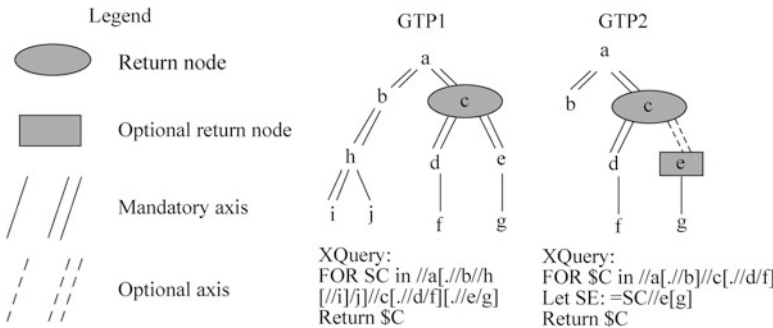 Legend
Return node
Optional return node
Mandatory axis
Optional axis
GTP1
a
b c
h d e
i j f g
XQuery:
FOR SC in //a[.//b//h
[//i]/j]//c[.//d/f][.//e/g]
Return $C
GTP2
a
b c
d e
f g
XQuery:
FOR $C in //a[.//b]//c[.//d/f]
Let SE: =SC//e[g]
Return $C